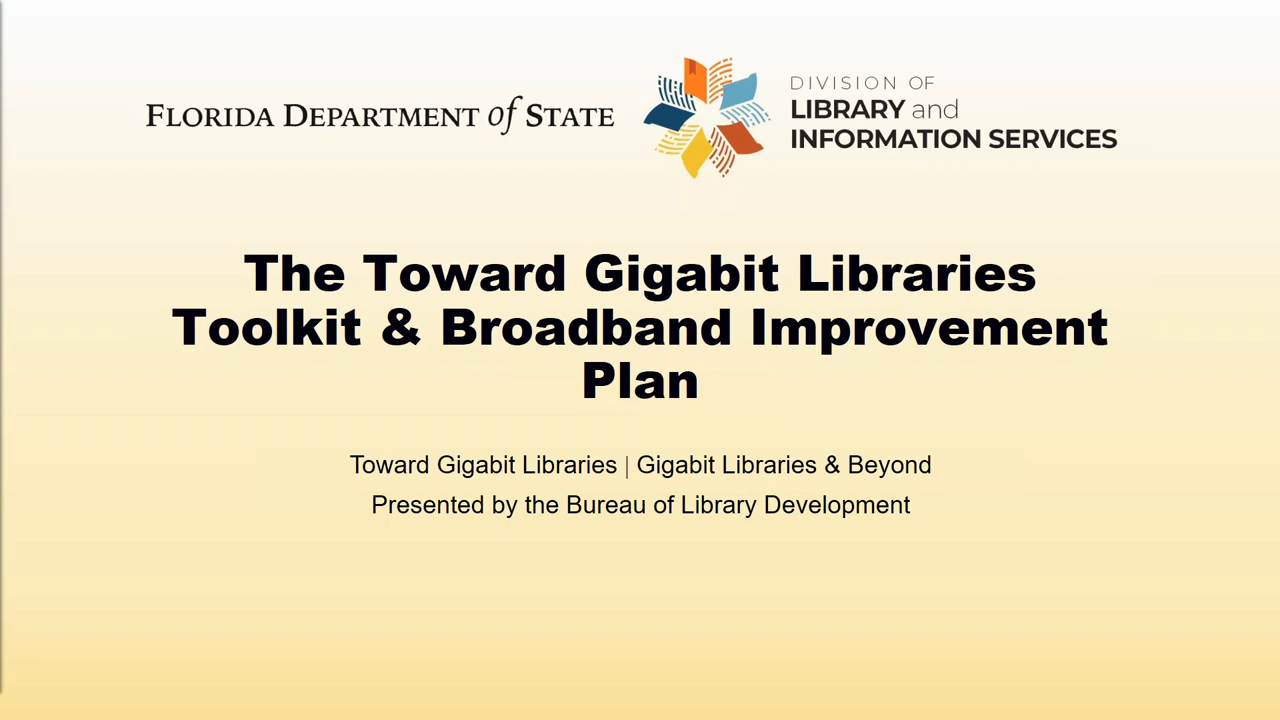 FLORIDA DEPARTMENT of STATE
DIVISION OF
LIBRARY and
INFORMATION SERVICES
The Toward Gigabit Libraries
Toolkit & Broadband Improvement
Plan
Toward Gigabit Libraries | Gigabit Libraries & Beyond
Presented by the Bureau of Library Development